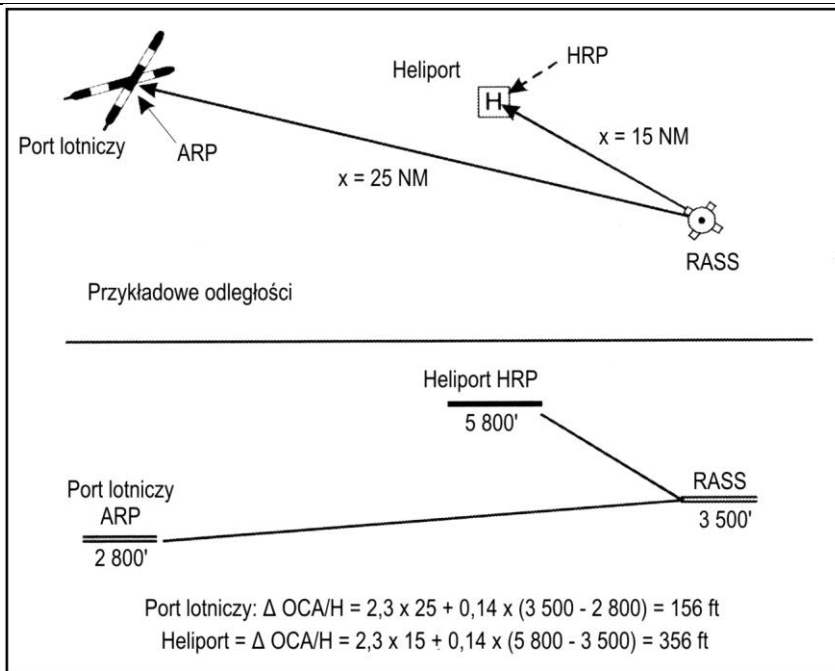 Heliport
HRP
H
Port lotniczy
ARP
x = 15 NM
x = 25 NM
RASS
Przykładowe odległości
Heliport HRP
5 800'
Port lotniczy
ARP
2 800'
RASS
3 500'
Port lotniczy: Δ OCA/H = 2,3 x 25 + 0,14 x (3 500 - 2 800) = 156 ft
Heliport = Δ OCA/H = 2,3 x 15 + 0,14 x (5 800 - 3 500) = 356 ft